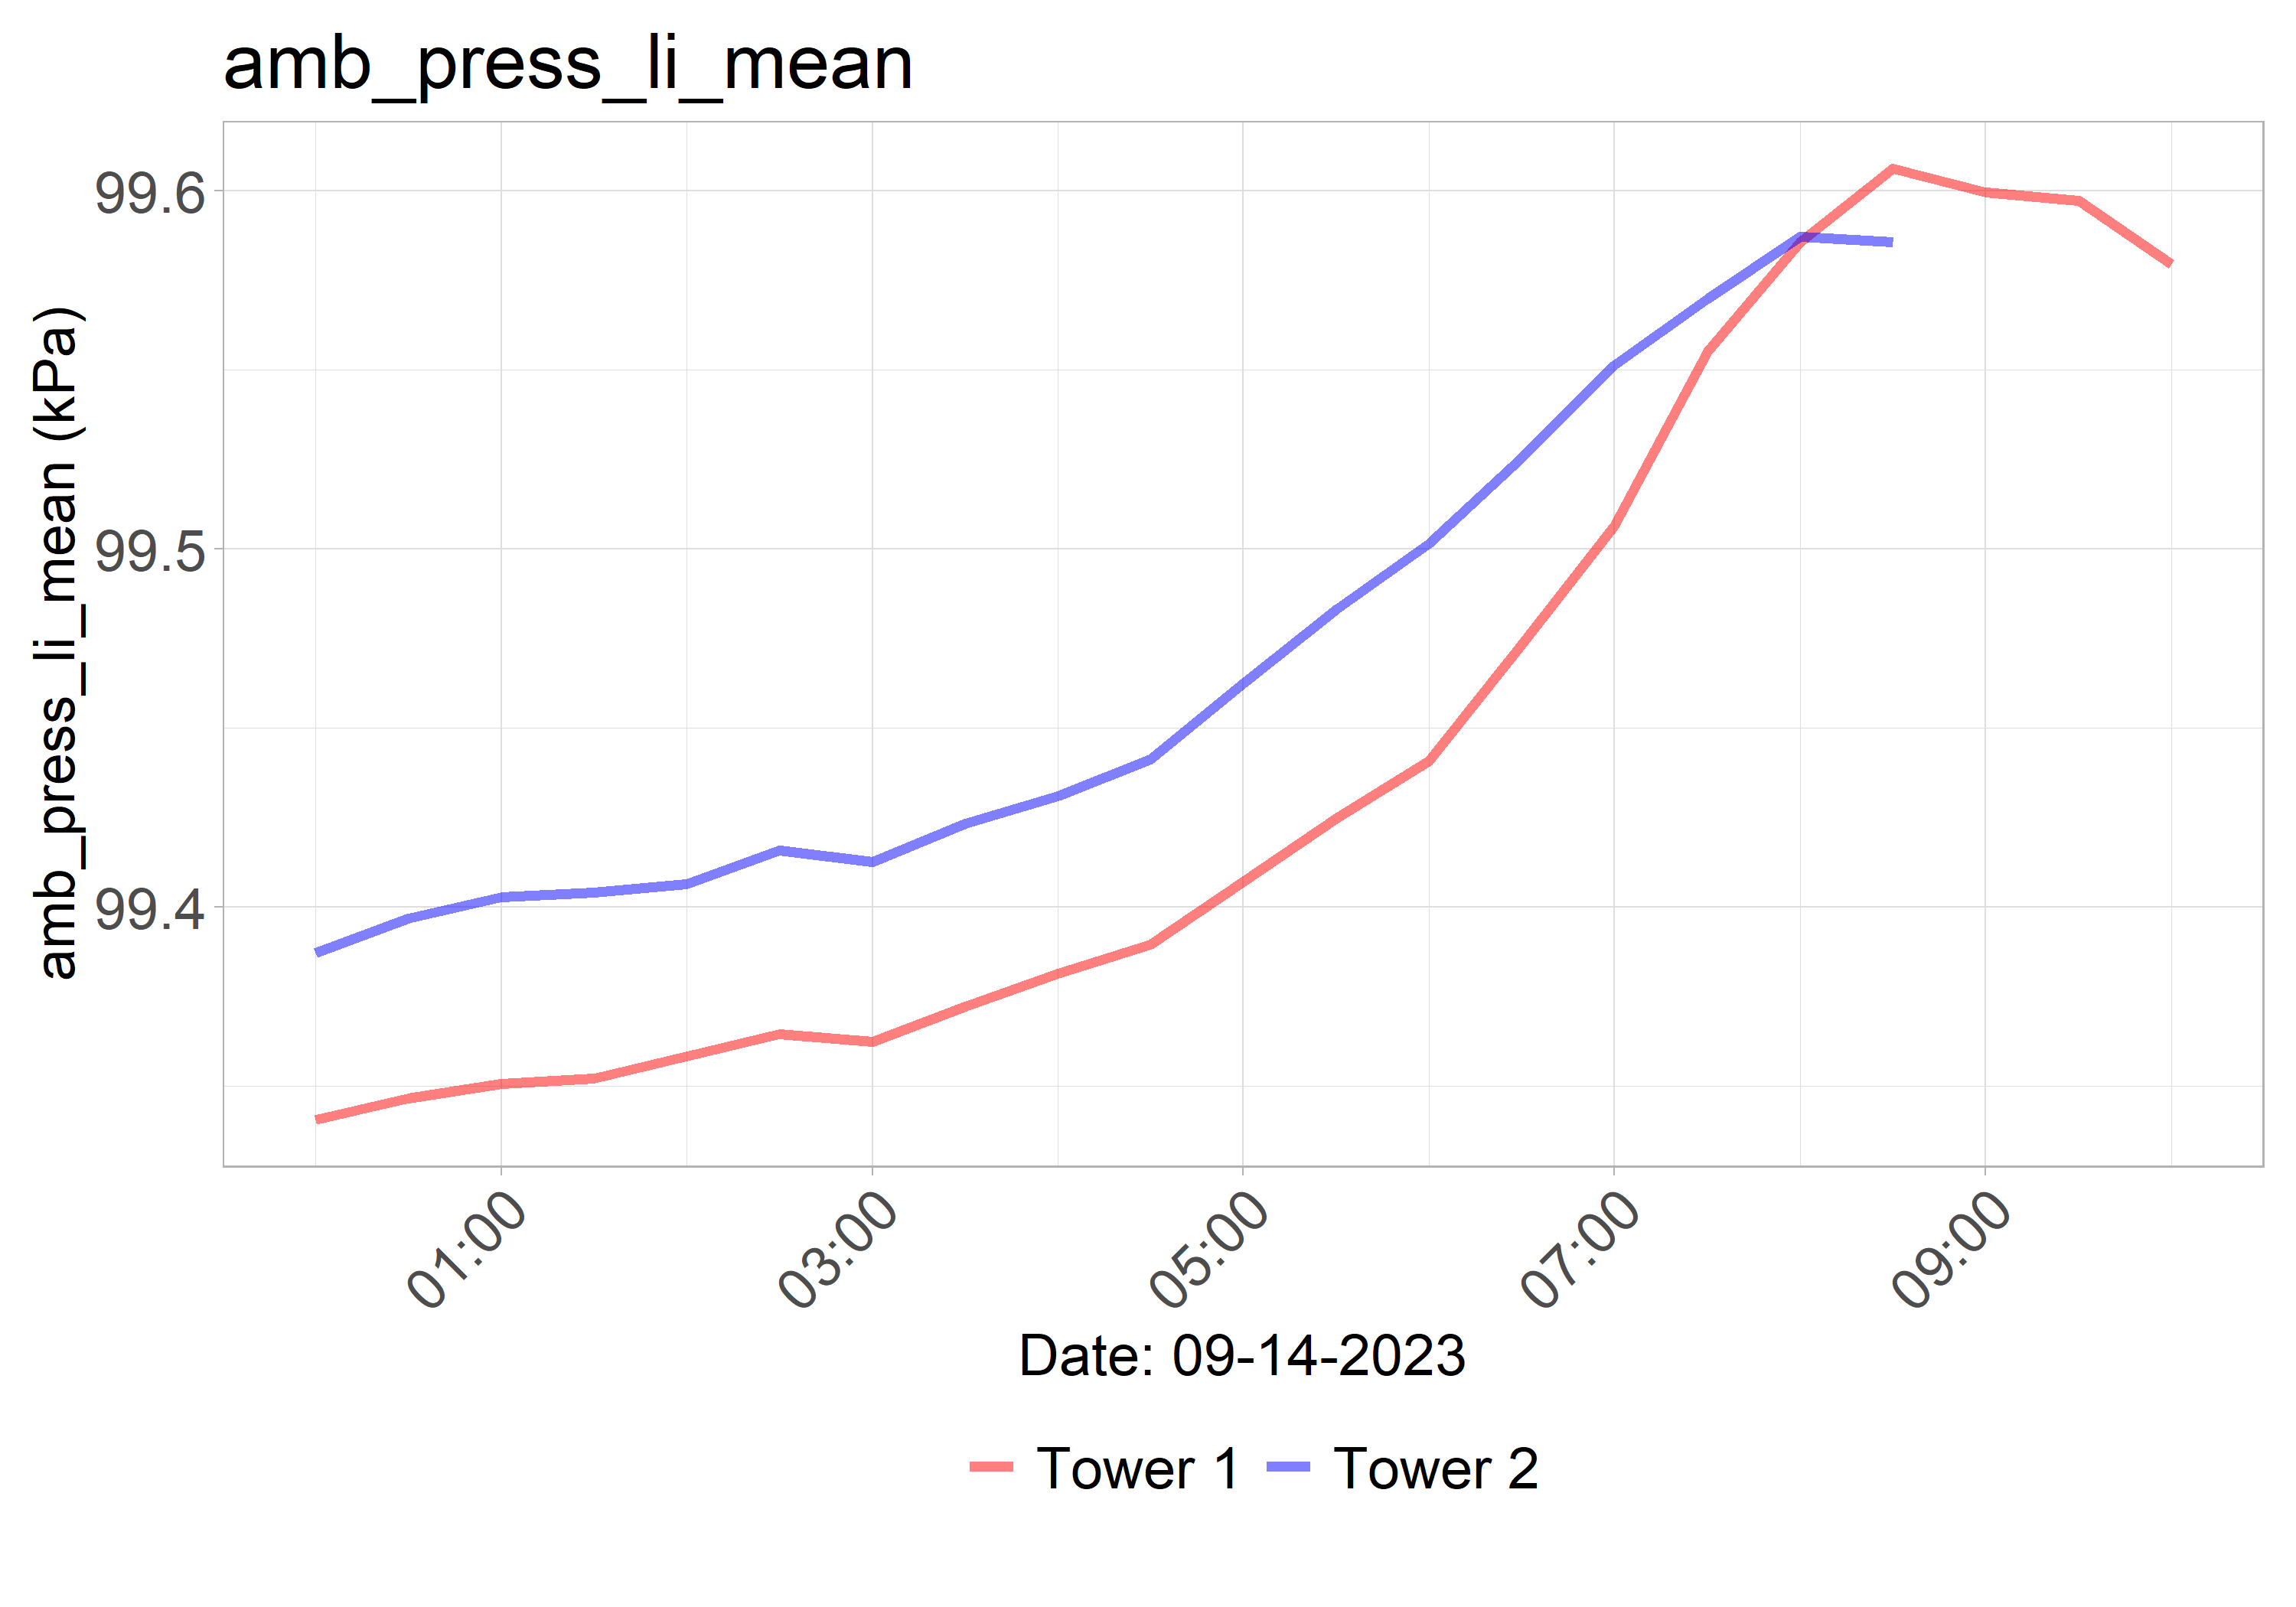 amb_press_li_mean
amb_press_li_mean (kPa)
99.6
99.5
99.4
01:00 03:00 05:00 07:00 09:00
Date: 09-14-2023
Tower 1 Tower 2